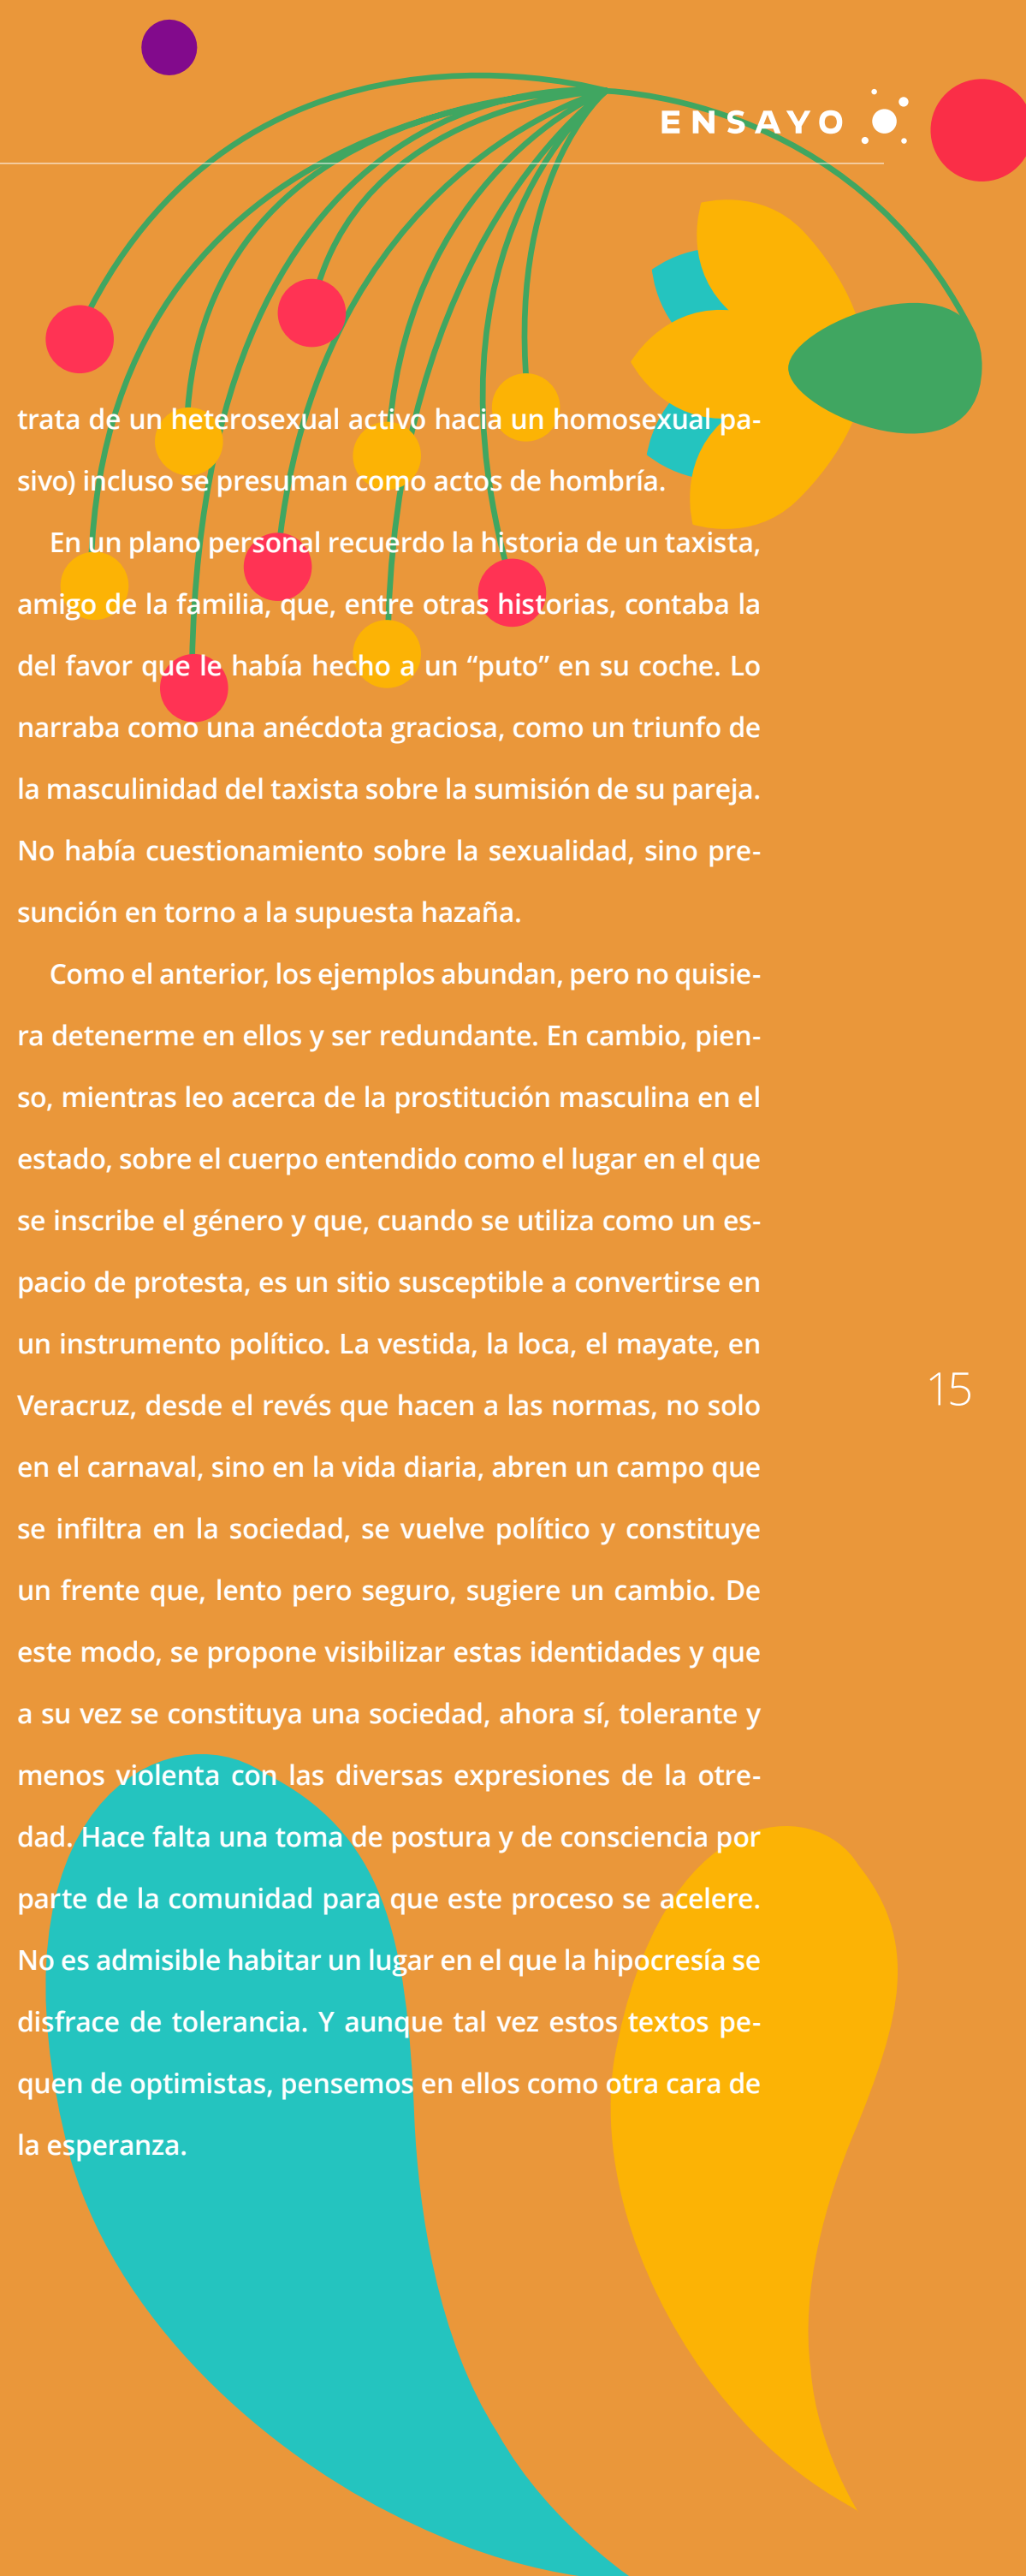 ENSAYO
trata de un heterosexual activo hacia un homosexual pa-
sivo) incluso se presuman como actos de hombría.
En un plano personal recuerdo la historia de un taxista,
amigo de la familia, que, entre otras historias, contaba la
del favor que le había hecho a un “puto” en su coche. Lo
narraba como una anécdota graciosa, como un triunfo de
la masculinidad del taxista sobre la sumisión de su pareja.
No había cuestionamiento sobre la sexualidad, sino pre-
sunción en torno a la supuesta hazaña.
Como el anterior, los ejemplos abundan, pero no quisie-
ra detenerme en ellos y ser redundante. En cambio, pien-
so, mientras leo acerca de la prostitución masculina en el
estado, sobre el cuerpo entendido como el lugar en el que
se inscribe el género y que, cuando se utiliza como un es-
pacio de protesta, es un sitio susceptible a convertirse en
un instrumento político. La vestida, la loca, el mayate, en
Veracruz, desde el revés que hacen a las normas, no solo
en el carnaval, sino en la vida diaria, abren un campo que
se infiltra en la sociedad, se vuelve político y constituye
un frente que, lento pero seguro, sugiere un cambio. De
este modo, se propone visibilizar estas identidades y que
a su vez se constituya una sociedad, ahora sí, tolerante y
menos violenta con las diversas expresiones de la otre-
dad. Hace falta una toma de postura y de consciencia por
parte de la comunidad para que este proceso se acelere.
No es admisible habitar un lugar en el que la hipocresía se
disfrace de tolerancia. Y aunque tal vez estos textos pe-
quen de optimistas, pensemos en ellos como otra cara de
la esperanza.
15